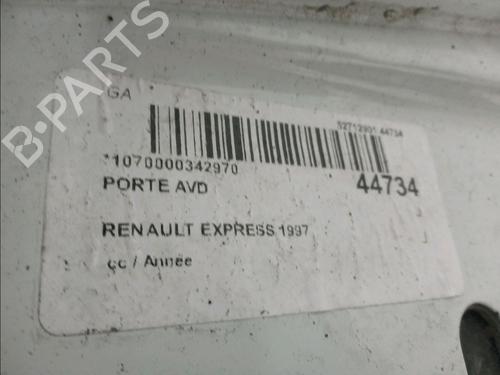 B-PARTS
GA
52712901 44734
*1070000342970
44734
PORTE AVD
RENAULT EXPRESS 1997
cc / Année